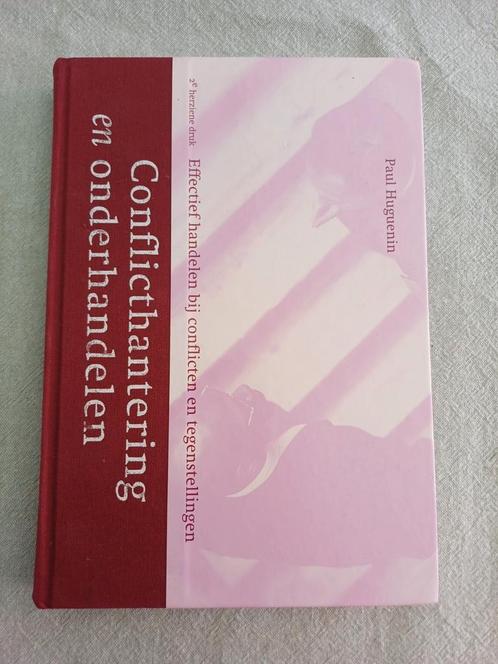 Paul Huguenin
2e herziene druk
Effectief handelen bij conflicten en tegenstellingen
Conflicthantering
en onderhandelen